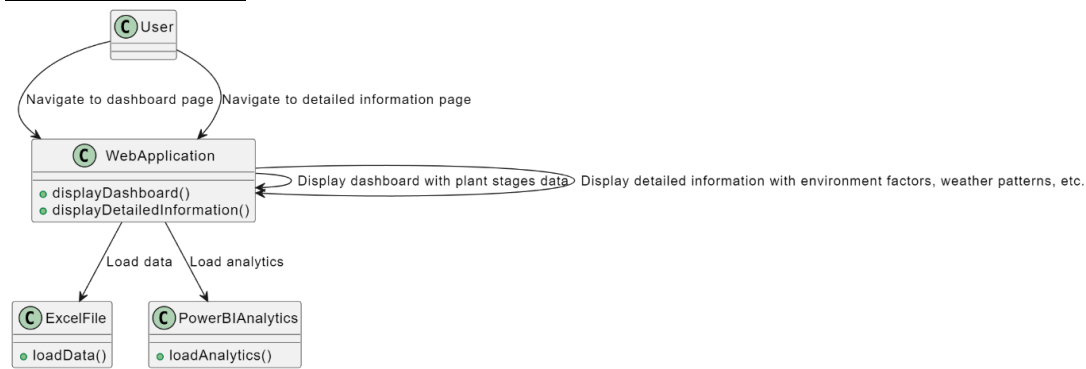 C User
Navigate to dashboard page
Navigate to detailed information page
C WebApplication
displayDashboard()
displayDetailedInformation()
Display dashboard with plant stages data
Display detailed information with environment factors, weather patterns, etc.
Load data
Load analytics
C ExcelFile
loadData()
C PowerBIAnalytics
loadAnalytics()